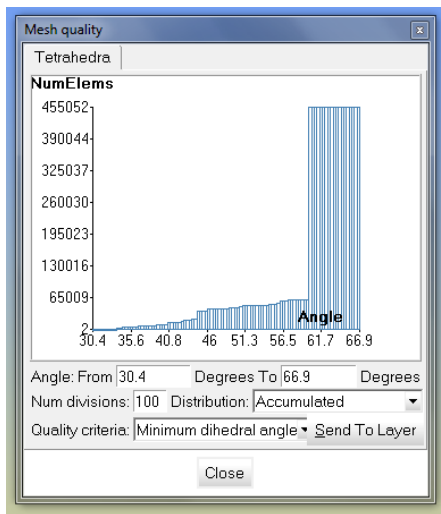 Mesh quality
x
Tetrahedra
NumElems
455052
390044
325037
260030
195023
130016
65009
2
Angle
30.4 35.6 40.8 46 51.3 56.5 61.7 66.9
Angle: From 30.4 Degrees To 66.9 Degrees
Num divisions: 100 Distribution: Accumulated
Quality criteria: Minimum dihedral angle Send To Layer
Close